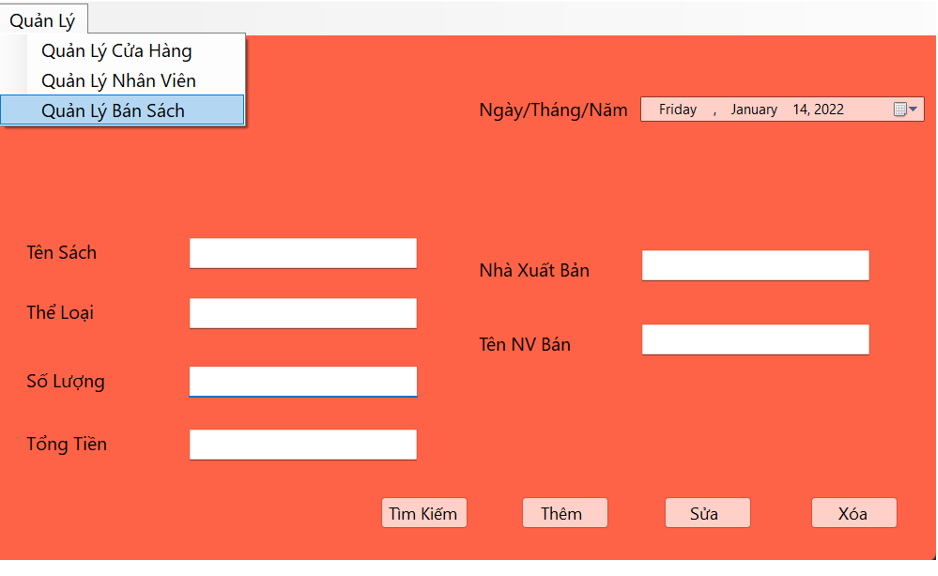 Quản Lý
Quản Lý Cửa Hàng
Quản Lý Nhân Viên
Quản Lý Bán Sách
Ngày/Tháng/Năm Friday , January 14, 2022
Tên Sách
Nhà Xuất Bản
Thể Loại
Tên NV Bán
Số Lượng
Tổng Tiền
Tìm Kiếm Thêm Sửa Xóa